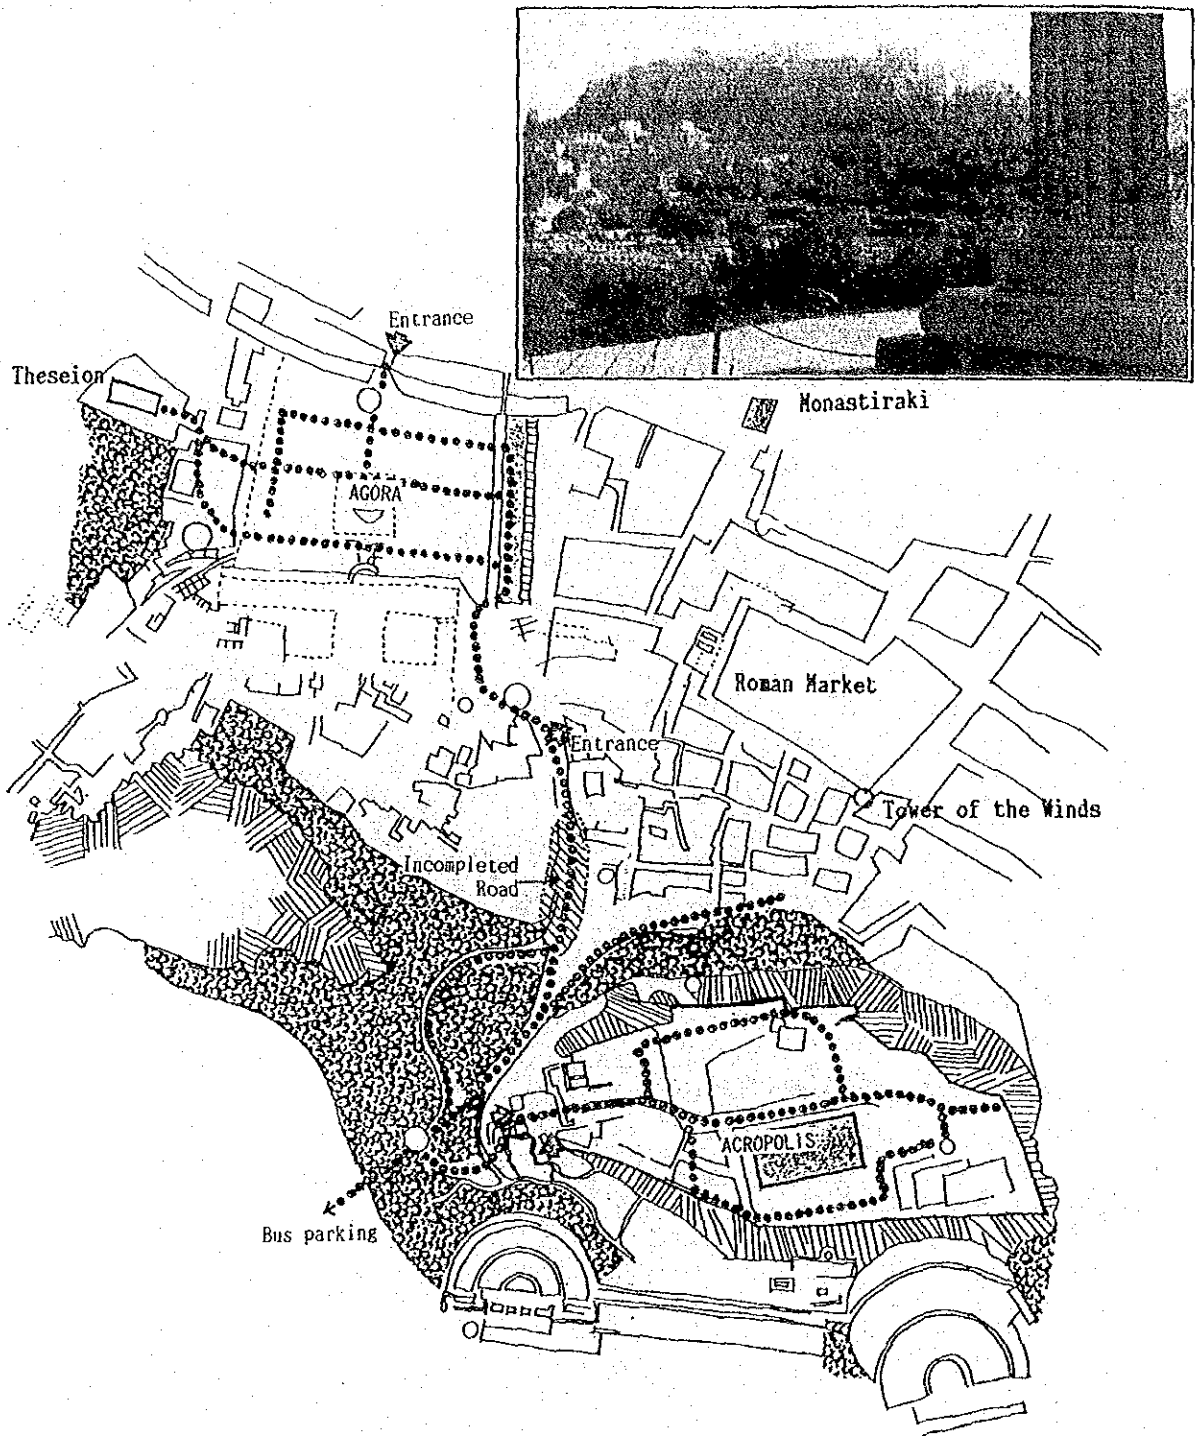 Entrance
Theseion
Monastiraki
AGORA
Roman Market
Entrance
Tower of the Winds
Incompleted
Road
ACROPOLIS
Bus parking